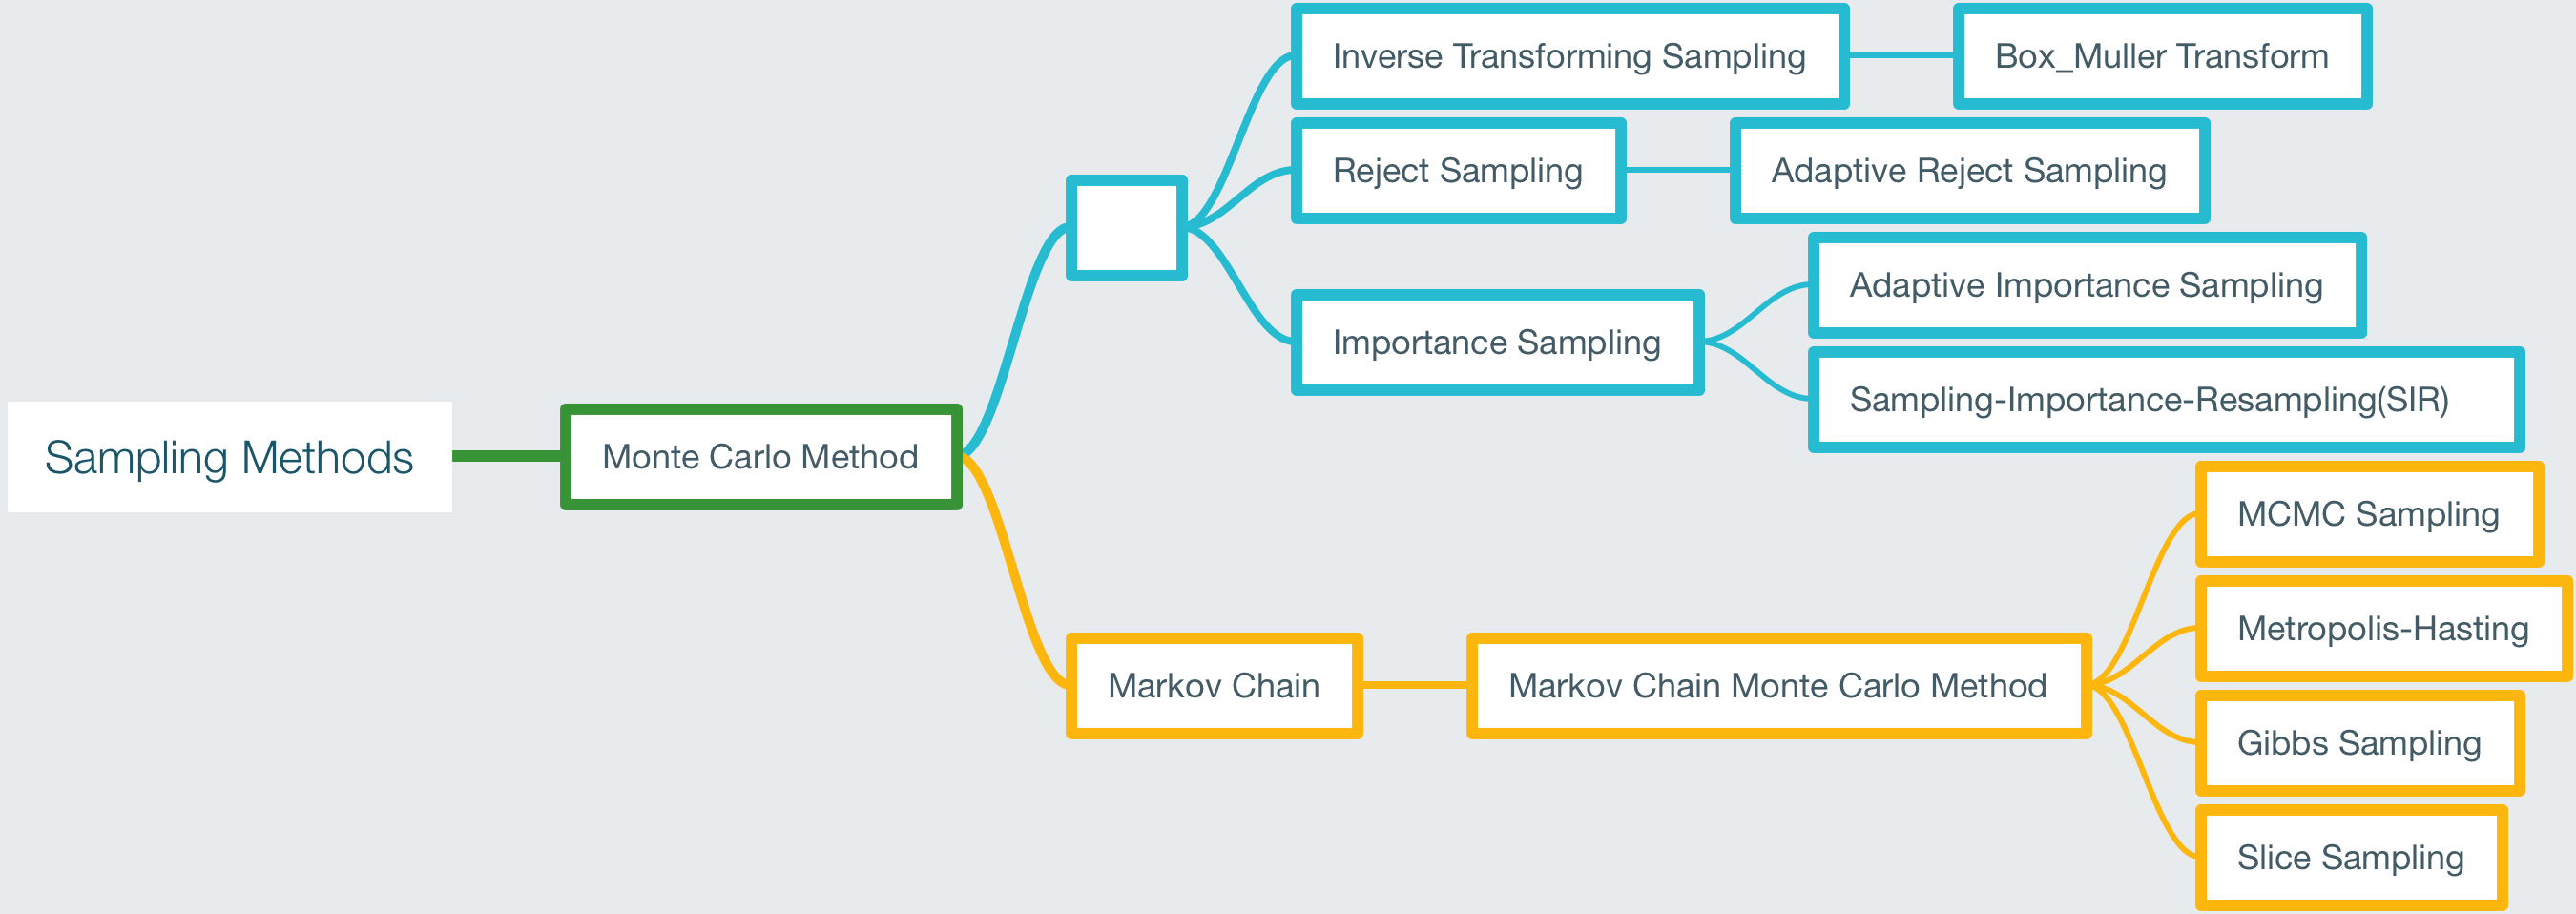 Sampling Methods
Monte Carlo Method
Inverse Transforming Sampling
Box_Muller Transform
Reject Sampling
Adaptive Reject Sampling
Importance Sampling
Adaptive Importance Sampling
Sampling-Importance-Resampling(SIR)
Markov Chain
Markov Chain Monte Carlo Method
MCMC Sampling
Metropolis-Hasting
Gibbs Sampling
Slice Sampling